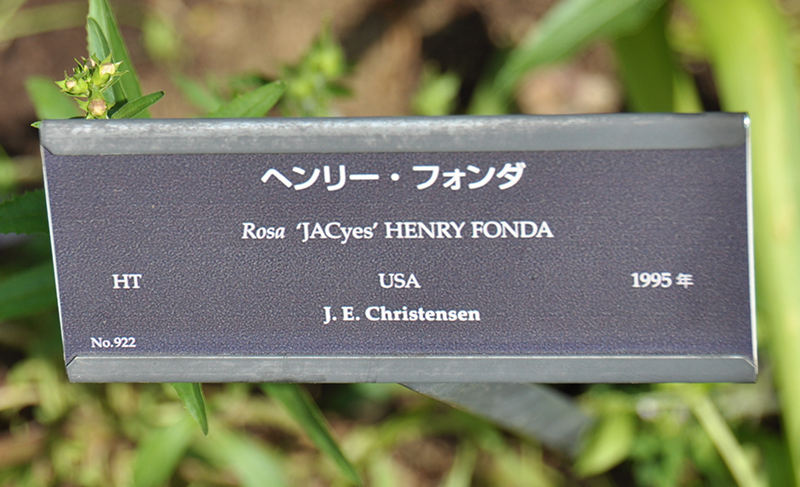 ヘンリー・フォンダ
Rosa ‘JACyes’ HENRY FONDA
HT USA 1995 年
J. E. Christensen
No.922